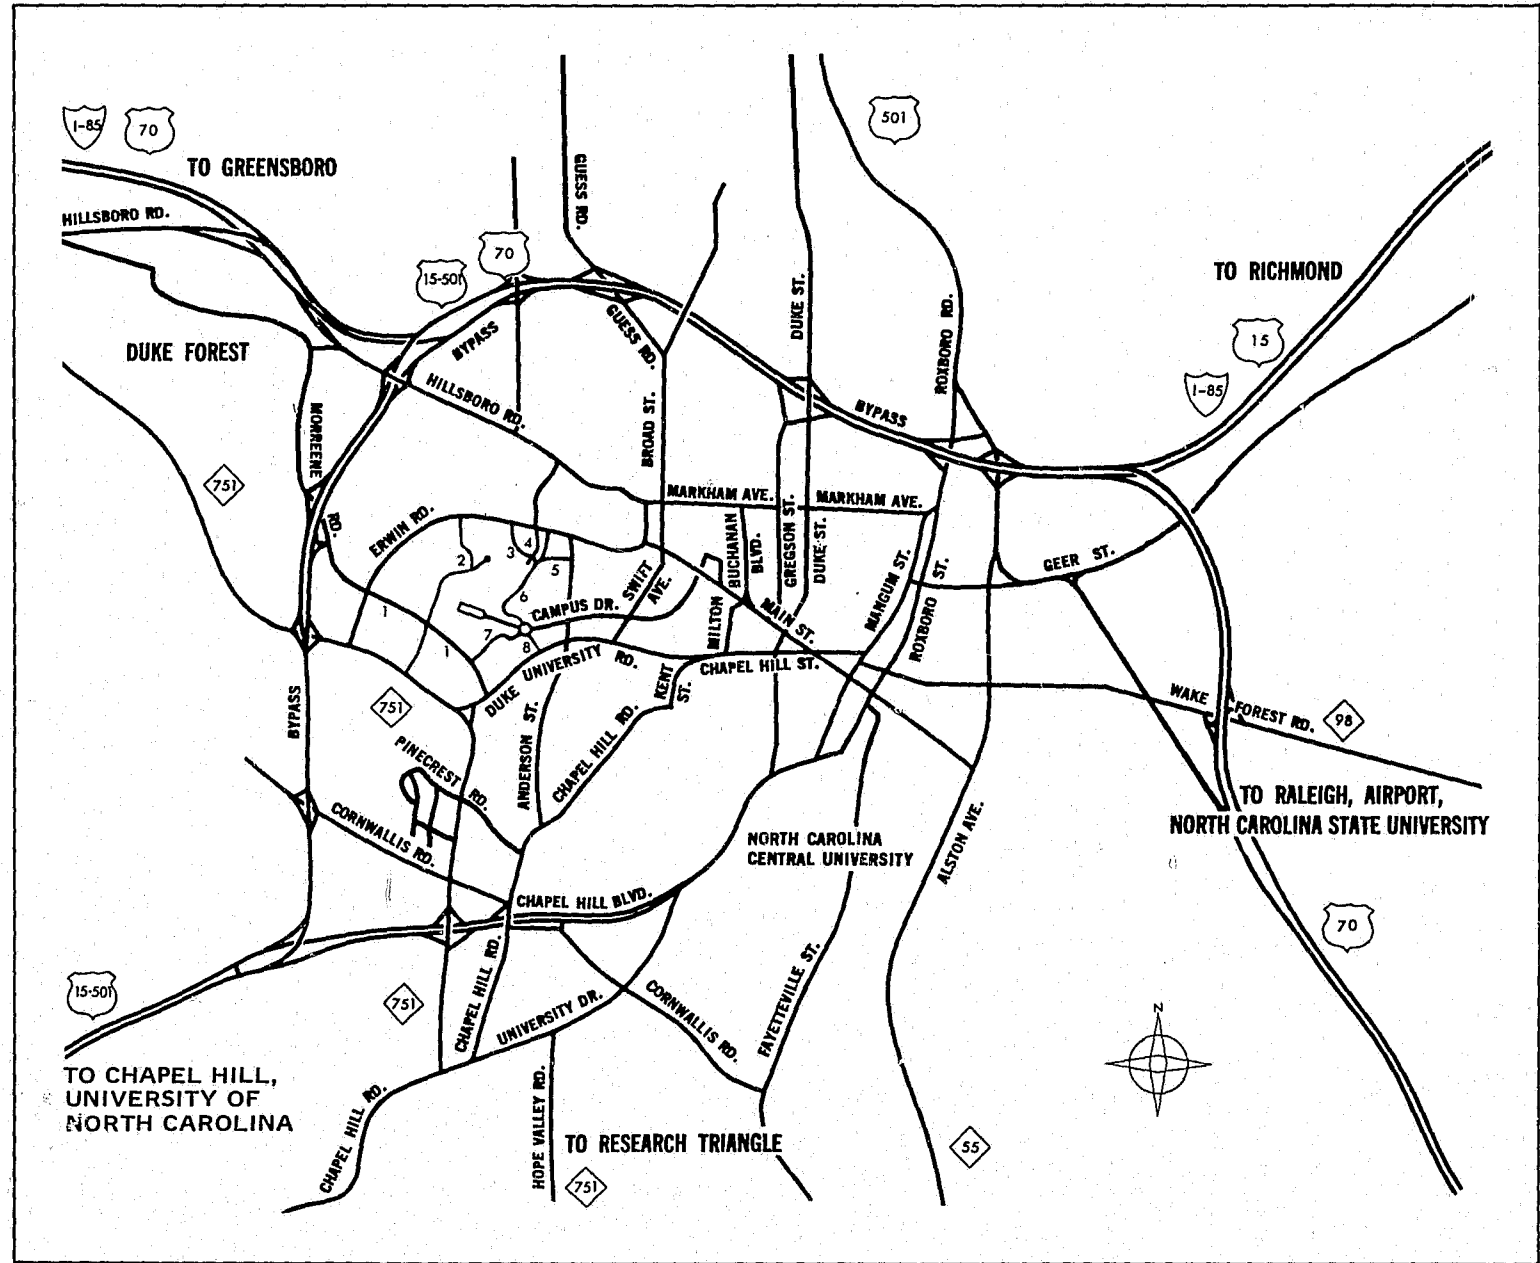 I-85
70
TO GREENSBORO
HILLSBORO RD.
501
GUESS RD.
70
15-501
TO RICHMOND
15
I-85
DUKE FOREST
BYPASS
GUESS RD.
DUKE ST.
ROXBORO RD.
HILLSBORO RD.
BROAD ST.
BYPASS
MORREENE
RD.
751
MARKHAM AVE.
MARKHAM AVE.
ERWIN RD.
BUCHANAN
BLVD.
GREGSON ST.
DUKE ST.
MANGUM ST.
ROXBORO
ST.
GEER ST.
1
2
3
4
5
6
CAMPUS DR.
SWIFT
AVE.
MILTON
MAIN ST.
7
8
1
DUKE UNIVERSITY RD.
CHAPEL HILL ST.
KENT
ST.
751
BYPASS
PINECREST RD.
ANDERSON ST.
CHAPEL HILL RD.
WAKE FOREST RD.
98
TO RALEIGH, AIRPORT,
NORTH CAROLINA STATE UNIVERSITY
CORNWALLIS RD.
NORTH CAROLINA
CENTRAL UNIVERSITY
ALSTON AVE.
CHAPEL HILL BLVD.
70
15-501
751
CHAPEL HILL RD.
UNIVERSITY DR.
CORNWALLIS RD.
FAYETTEVILLE ST.
N
TO CHAPEL HILL,
UNIVERSITY OF
NORTH CAROLINA
CHAPEL HILL RD.
HOPE VALLEY RD.
TO RESEARCH TRIANGLE
751
55